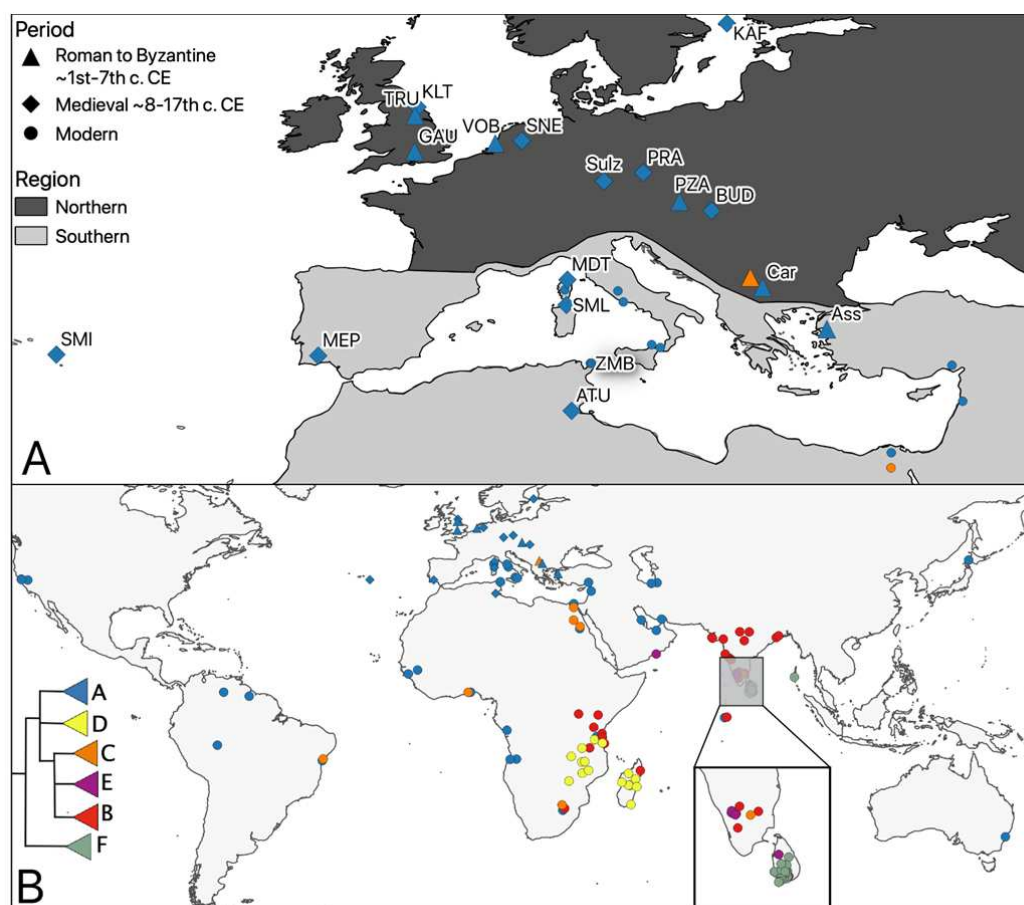 Period
Roman to Byzantine
~1st-7th c. CE
Medieval ~8-17th c. CE
Modern
Region
Northern
Southern
KAF
TRU KLT
GAU
VOB SNE
Sulz
PRA
PZA
BUD
MDT
Car
SML
Ass
SMI
MEP
ZMB
ATU
A
A
D
C
E
B
F
B